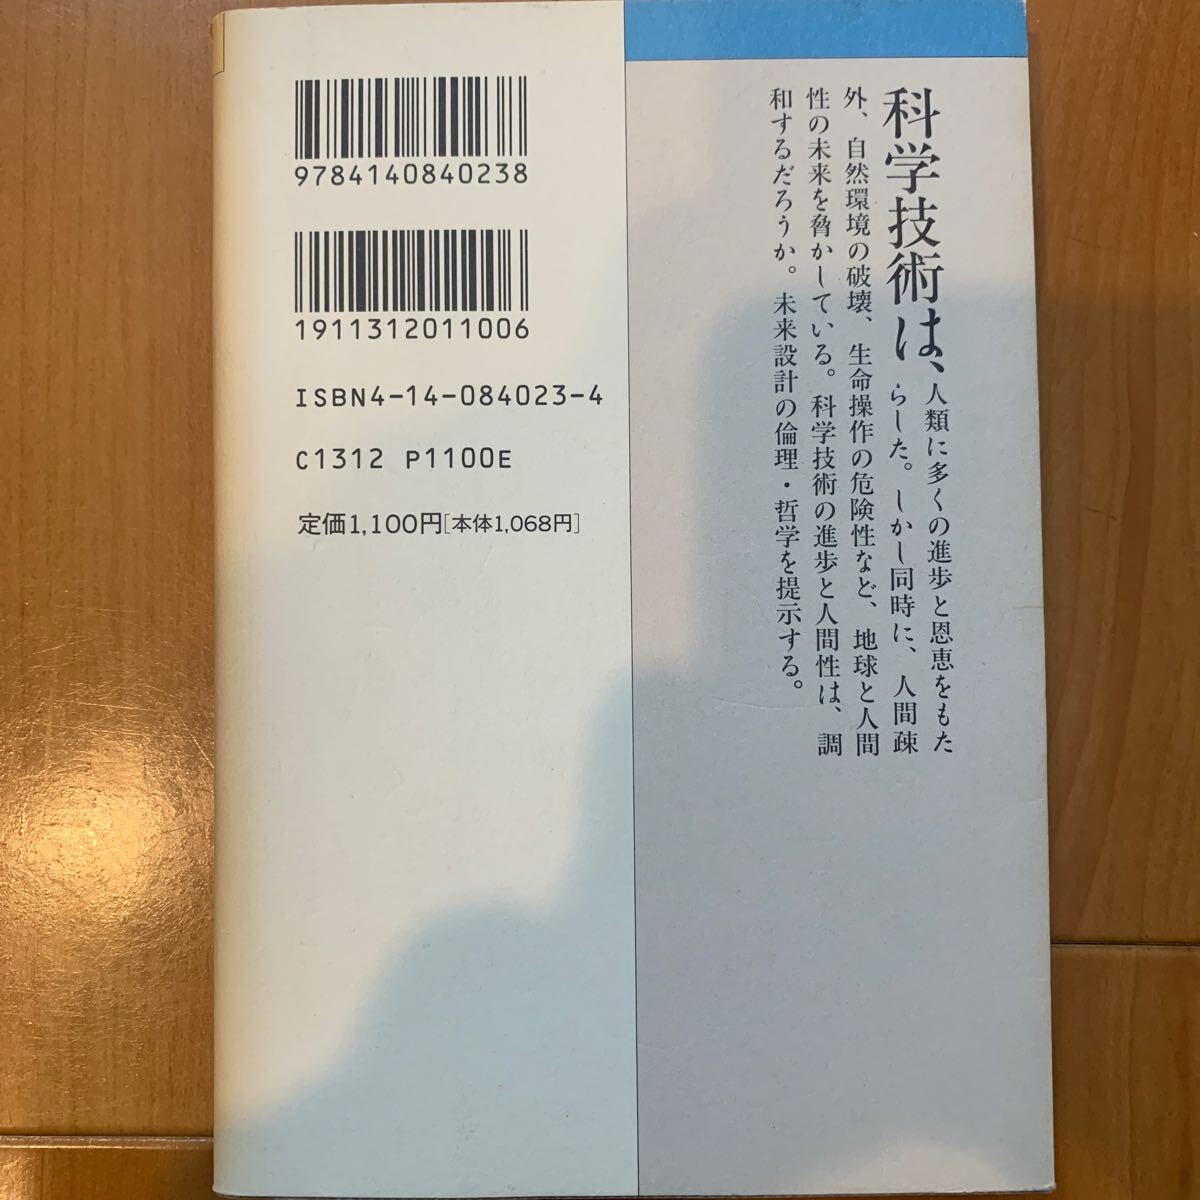 科学技術は、人類に多くの進歩と恩恵をもた
らした。しかし同時に、人間疎
外、自然環境の破壊、生命操作の危険性など、地球と人間
性の未来を脅かしている。科学技術の進歩と人間性は、調
和するだろうか。未来設計の倫理・哲学を提示する。
9784140840238
1911312011006
ISBN4-14-084023-4
C1312 P1100E
定価1,100円[本体1,068円]